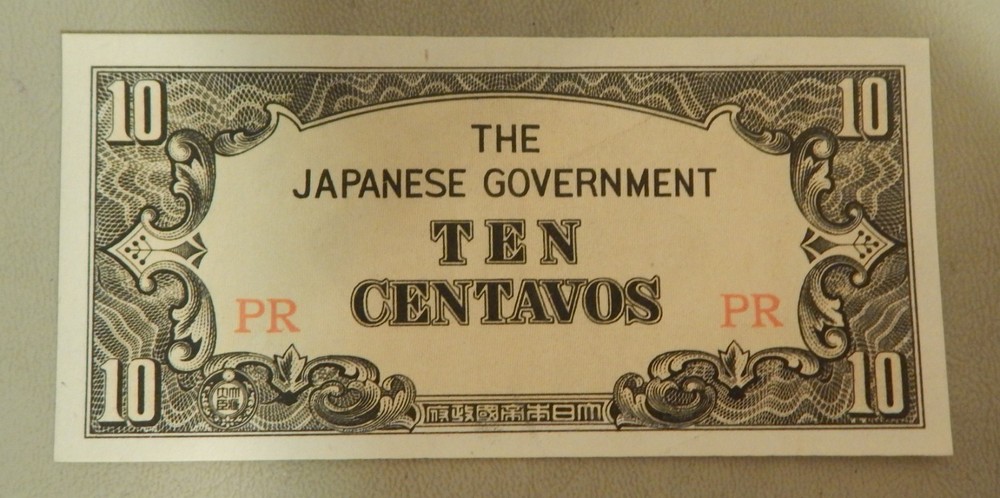 10 10
THE
JAPANESE GOVERNMENT
TEN
CENTAVOS
PR PR
10 10
大日本帝國政府